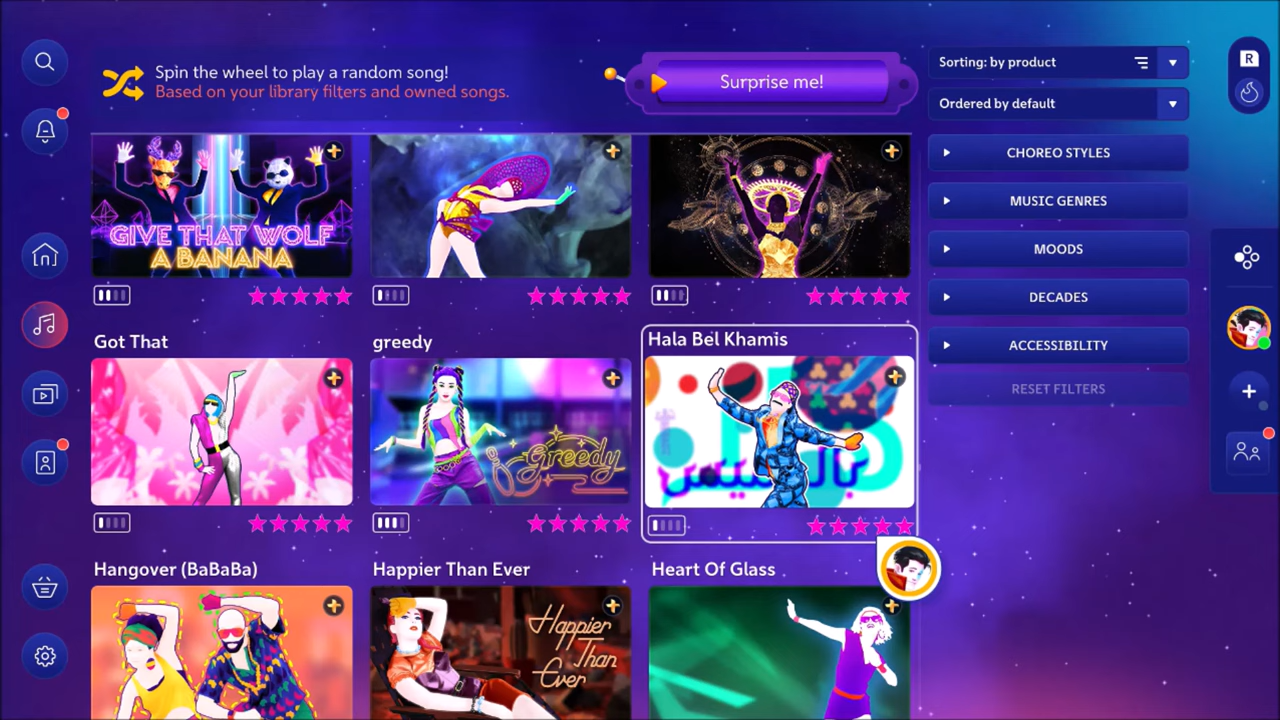 Spin the wheel to play a random song!
Based on your library filters and owned songs.
Surprise me!
Sorting: by product
Ordered by default
R
GIVE THAT WOLF
A BANANA
CHOREO STYLES
MUSIC GENRES
MOODS
DECADES
ACCESSIBILITY
RESET FILTERS
Got That
greedy
Hala Bel Khamis
Greedy
Hangover (BaBaBa)
Happier Than Ever
Heart Of Glass
Happier
Than
Ever